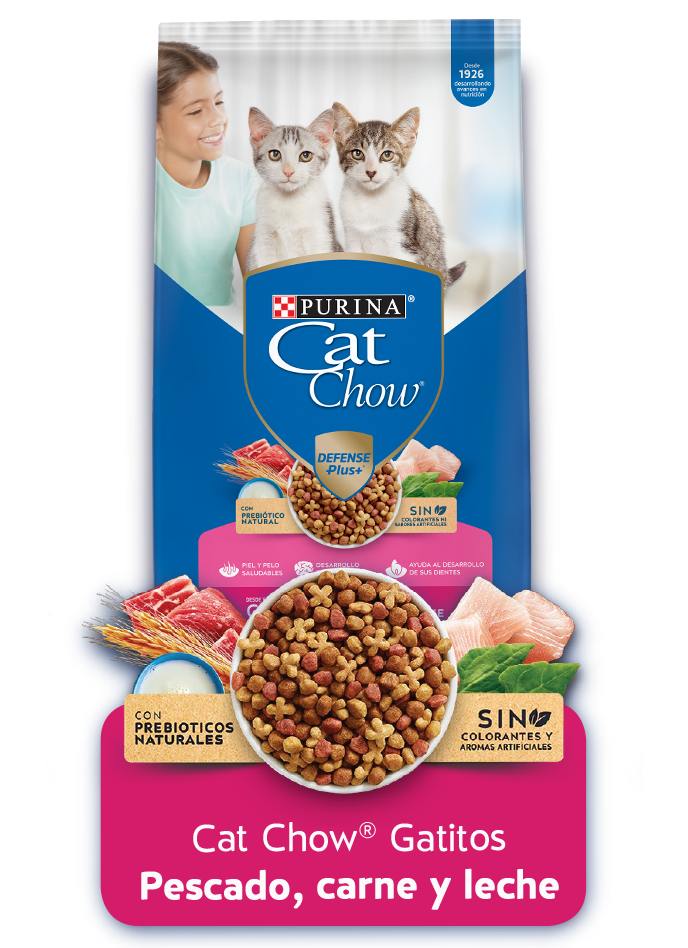 Desde
1926
desarrollando
avances en
nutrición
PURINA®
Cat
Chow®
DEFENSE
Plus+
CON
PREBIÓTICO
NATURAL
SIN
COLORANTES NI
SABORES ARTIFICIALES
PIEL Y PELO
SALUDABLES
DESARROLLO
AYUDA AL DESARROLLO
DE SUS DIENTES
CON
PREBIOTICOS
NATURALES
SIN
COLORANTES Y
AROMAS ARTIFICIALES
Cat Chow® Gatitos
Pescado, carne y leche